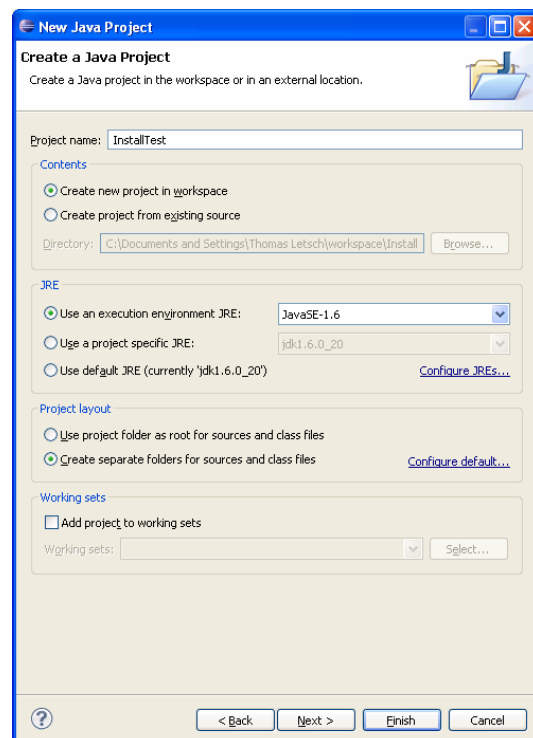 New Java Project
Create a Java Project
Create a Java project in the workspace or in an external location.
Project name: InstallTest
Contents
Create new project in workspace
Create project from existing source
Directory: C:\Documents and Settings\Thomas Letsch\workspace\Install Browse...
JRE
Use an execution environment JRE: JavaSE-1.6
Use a project specific JRE: jdk1.6.0_20
Use default JRE (currently 'jdk1.6.0_20') Configure JREs...
Project layout
Use project folder as root for sources and class files
Create separate folders for sources and class files Configure default...
Working sets
Add project to working sets
Working sets: Select...
? < Back Next > Finish Cancel